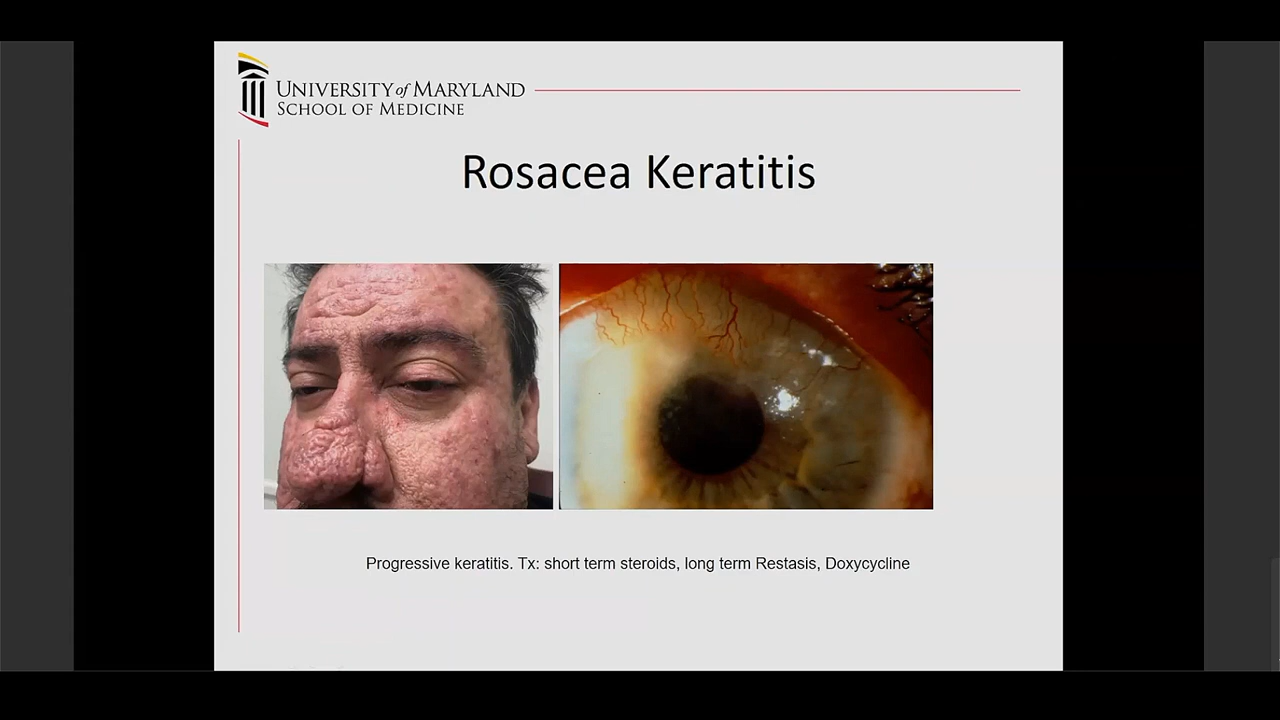 UNIVERSITY of MARYLAND
SCHOOL OF MEDICINE
Rosacea Keratitis
Progressive keratitis. Tx: short term steroids, long term Restasis, Doxycycline